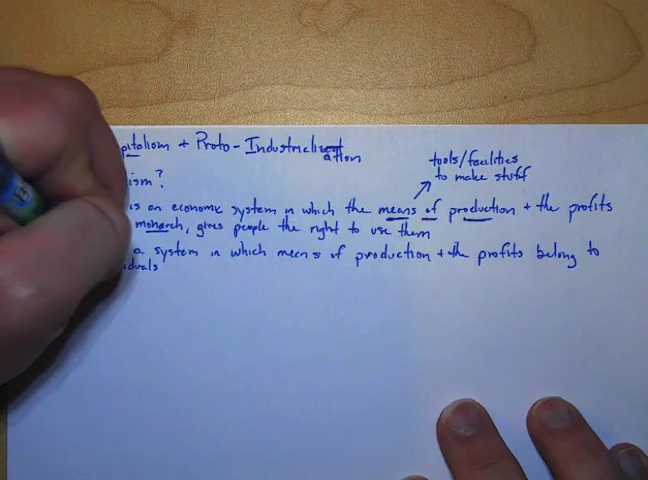 pitalism + Proto-Industrialization
tools/facilities
to make stuff
ism?
is an economic system in which the means of production + the profits
monarch, gives people the right to use them
a system in which means of production + the profits belong to
iduals